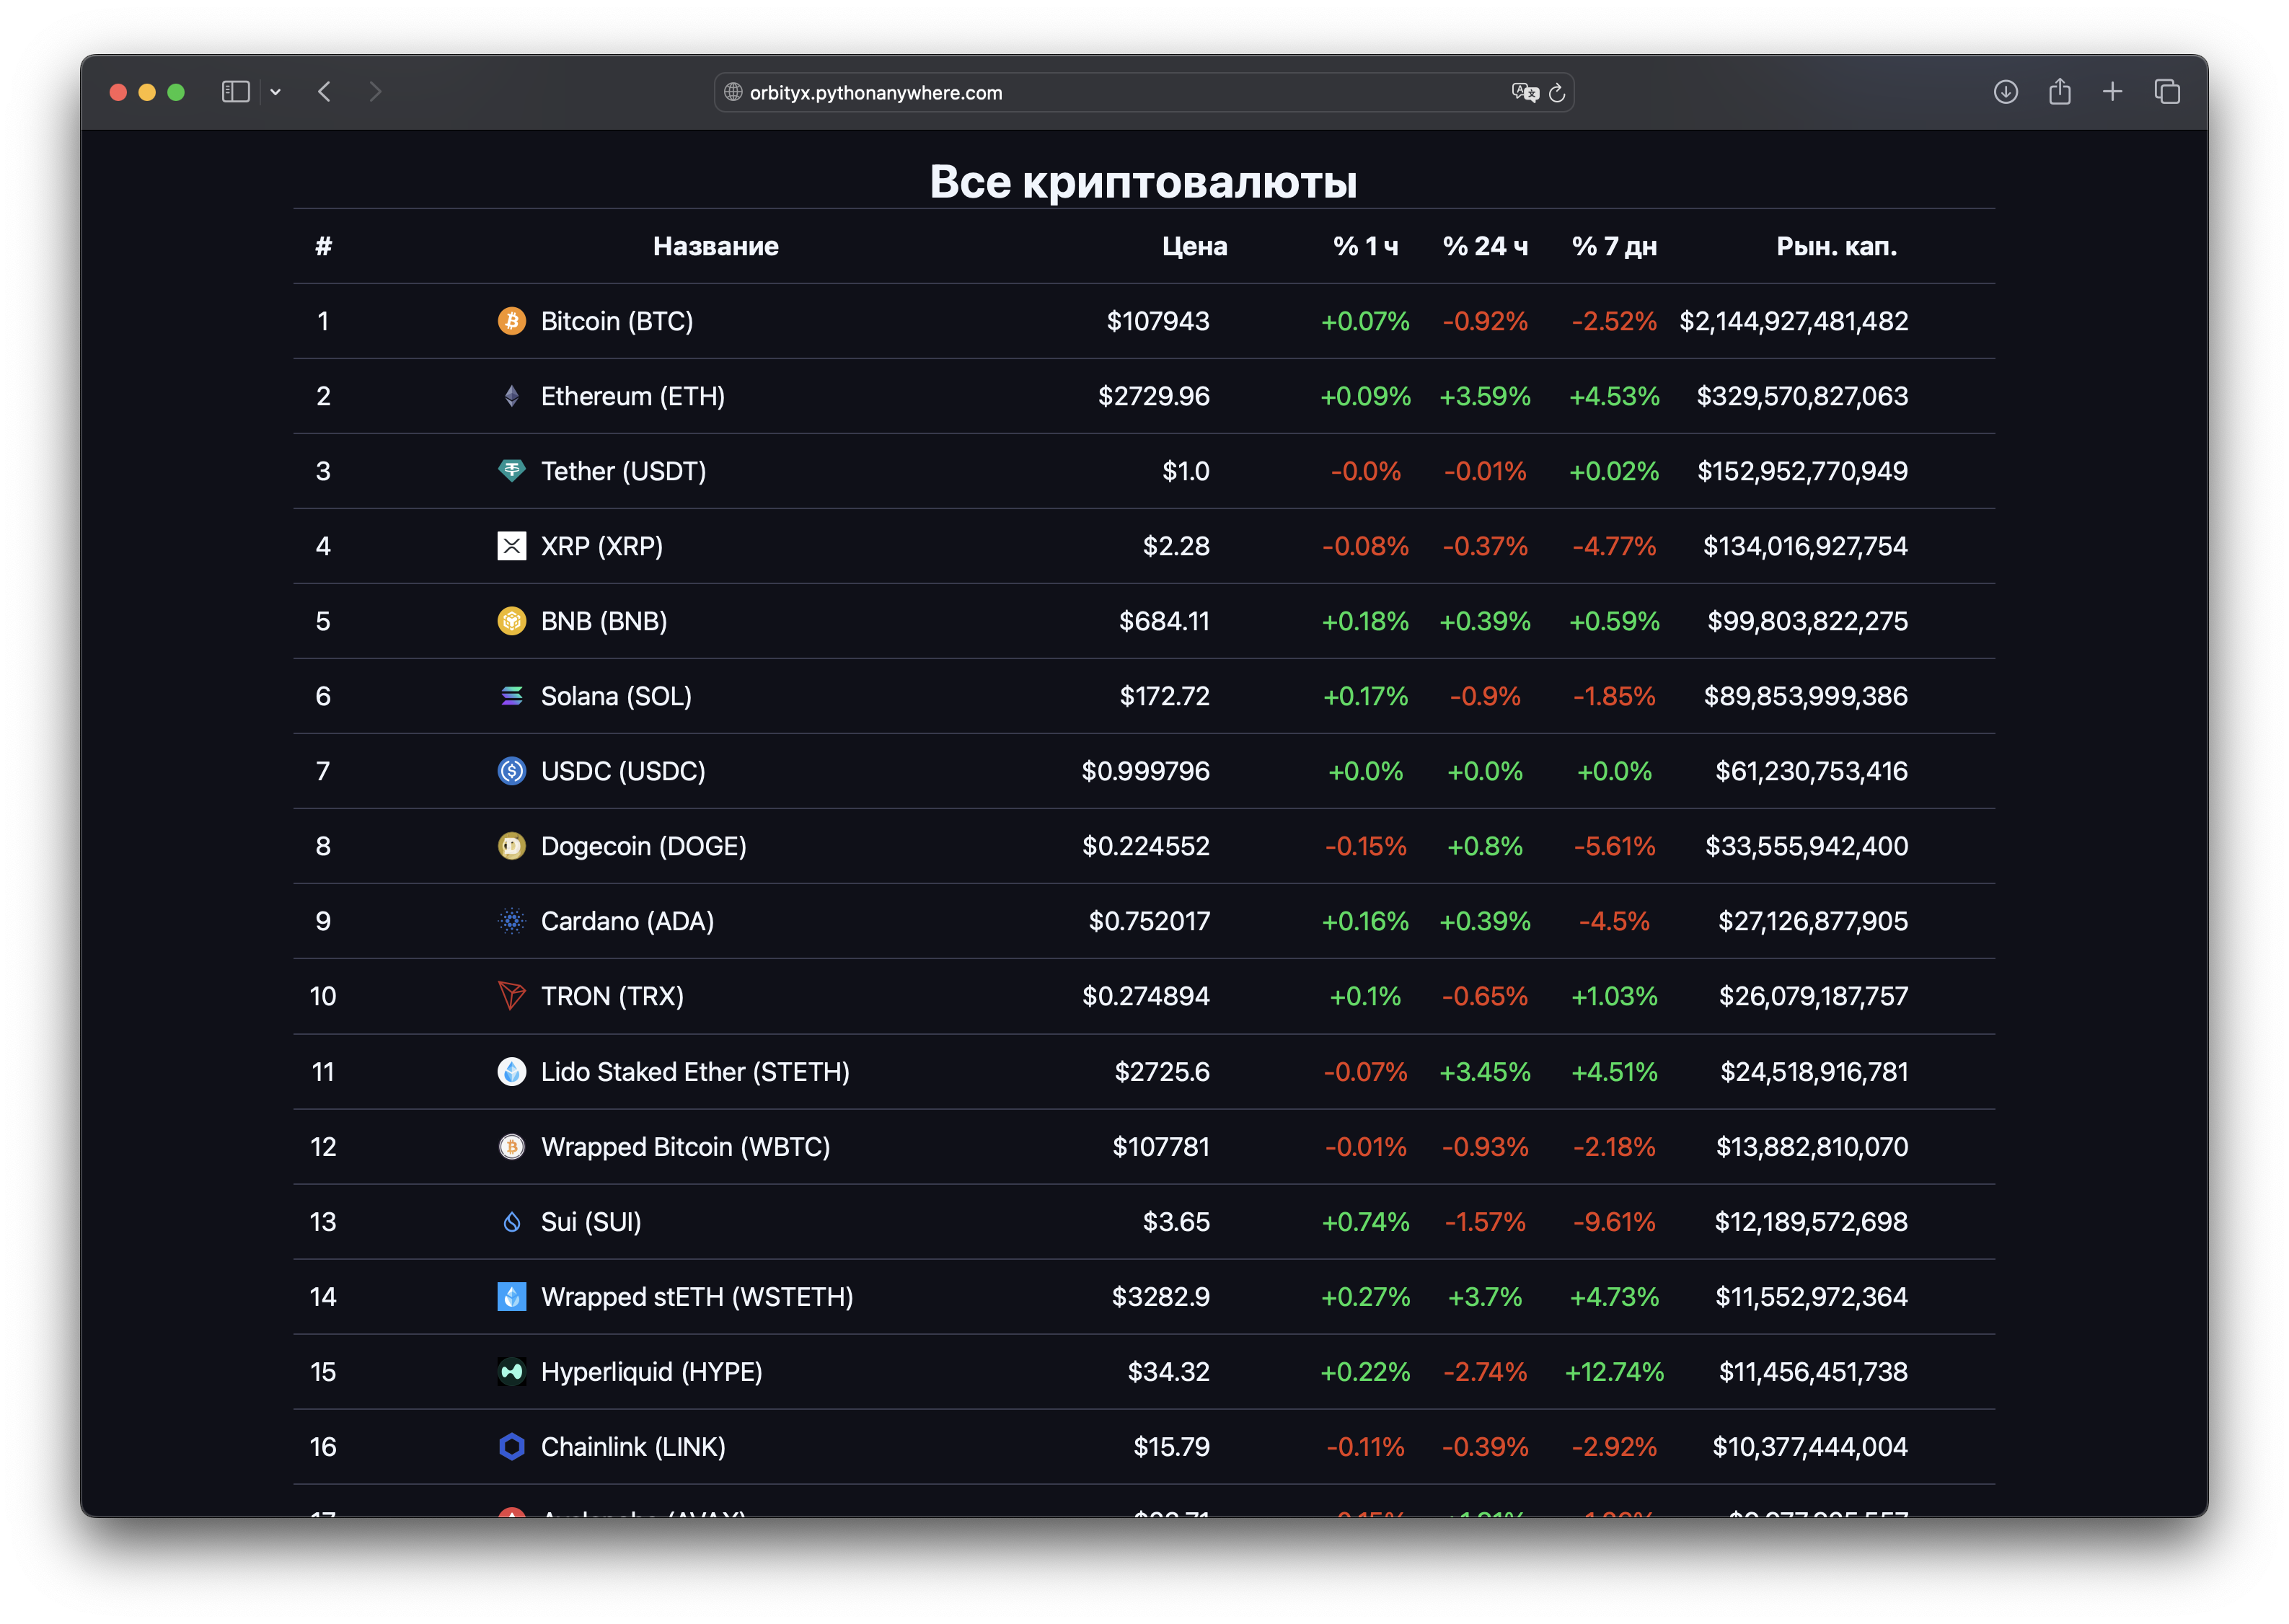 orbityx.pythonanywhere.com
Все криптовалюты
# Название Цена % 1 ч % 24 ч % 7 дн Рын. кап.
1 Bitcoin (BTC) $107943 +0.07% -0.92% -2.52% $2,144,927,481,482
2 Ethereum (ETH) $2729.96 +0.09% +3.59% +4.53% $329,570,827,063
3 Tether (USDT) $1.0 -0.0% -0.01% +0.02% $152,952,770,949
4 XRP (XRP) $2.28 -0.08% -0.37% -4.77% $134,016,927,754
5 BNB (BNB) $684.11 +0.18% +0.39% +0.59% $99,803,822,275
6 Solana (SOL) $172.72 +0.17% -0.9% -1.85% $89,853,999,386
7 USDC (USDC) $0.999796 +0.0% +0.0% +0.0% $61,230,753,416
8 Dogecoin (DOGE) $0.224552 -0.15% +0.8% -5.61% $33,555,942,400
9 Cardano (ADA) $0.752017 +0.16% +0.39% -4.5% $27,126,877,905
10 TRON (TRX) $0.274894 +0.1% -0.65% +1.03% $26,079,187,757
11 Lido Staked Ether (STETH) $2725.6 -0.07% +3.45% +4.51% $24,518,916,781
12 Wrapped Bitcoin (WBTC) $107781 -0.01% -0.93% -2.18% $13,882,810,070
13 Sui (SUI) $3.65 +0.74% -1.57% -9.61% $12,189,572,698
14 Wrapped stETH (WSTETH) $3282.9 +0.27% +3.7% +4.73% $11,552,972,364
15 Hyperliquid (HYPE) $34.32 +0.22% -2.74% +12.74% $11,456,451,738
16 Chainlink (LINK) $15.79 -0.11% -0.39% -2.92% $10,377,444,004
17 Avalanche (AVAX)